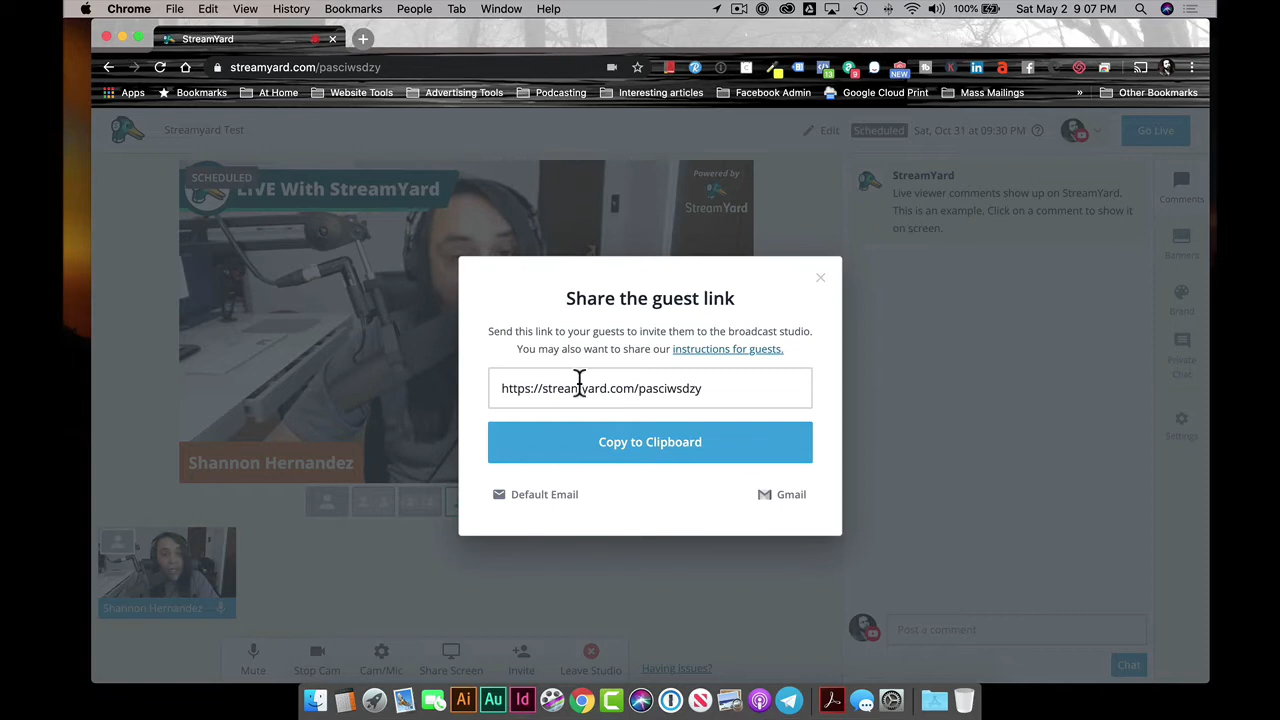 Chrome File Edit View History Bookmarks People Tab Window Help 100% Sat May 2 9:07 PM
StreamYard
streamyard.com/pasciwsdzy
NEW
13
9
Apps Bookmarks At Home Website Tools Advertising Tools Podcasting Interesting articles Facebook Admin Google Cloud Print Mass Mailings » Other Bookmarks
Streamyard Test Edit Scheduled Sat, Oct 31 at 09:30 PM Go Live
SCHEDULED
LIVE With StreamYard
Powered by
StreamYard
Shannon Hernandez
StreamYard
Live viewer comments show up on StreamYard.
This is an example. Click on a comment to show it
on screen.
Comments
Banners
Brand
Private
Chat
Settings
Share the guest link
Send this link to your guests to invite them to the broadcast studio.
You may also want to share our instructions for guests.
https://streamyard.com/pasciwsdzy
Copy to Clipboard
Default Email Gmail
Shannon Hernandez
Post a comment
Chat
Mute Stop Cam Cam/Mic Share Screen Invite Leave Studio Having issues?
Ai Au Id